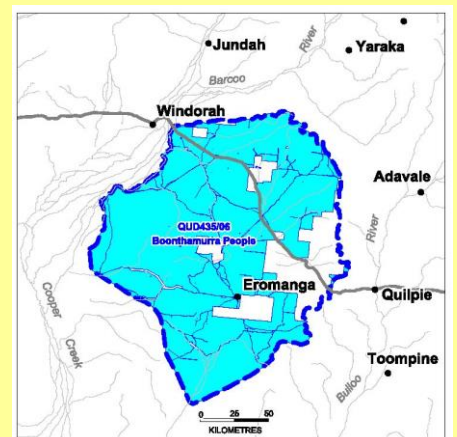 Jundah
River
Yaraka
Barcoo
Windorah
Adavale
QUD435/06
Boonthamurra People
River
Eromanga
Quilpie
Cooper
Creek
Toompine
Bulloo
0 25 50
KILOMETRES